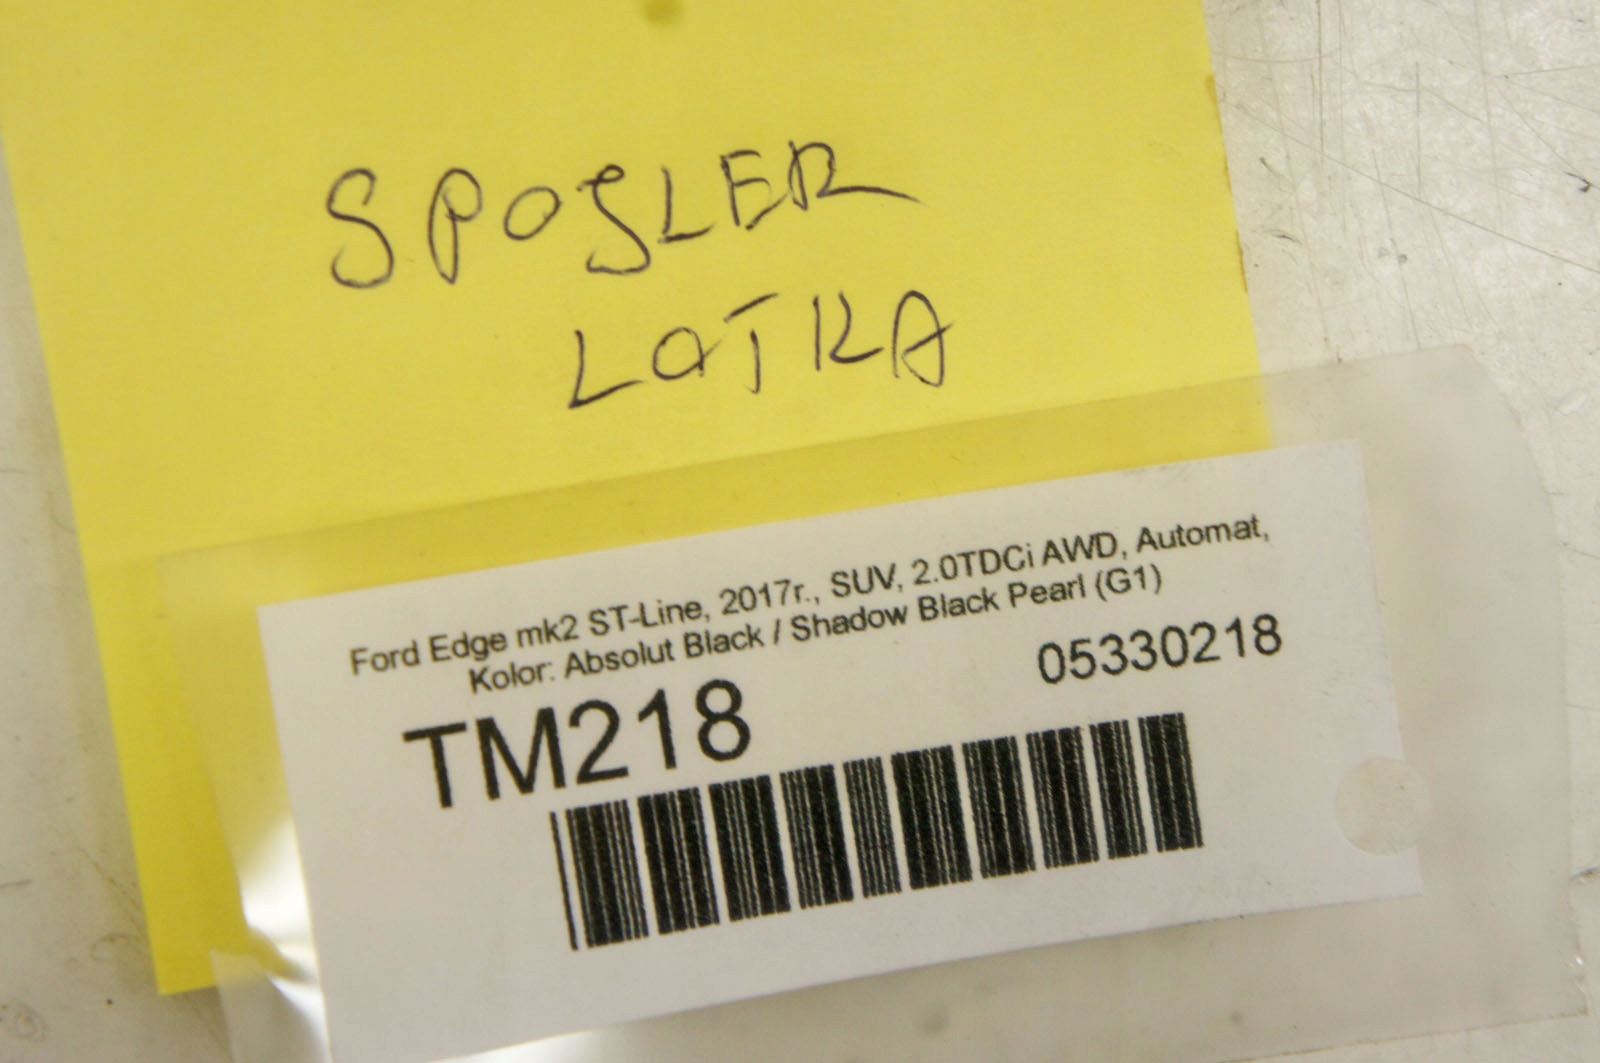 SPOJLER
LOTKA
Ford Edge mk2 ST-Line, 2017r., SUV, 2.0TDCi AWD, Automat,
Kolor: Absolut Black / Shadow Black Pearl (G1)
TM218 05330218